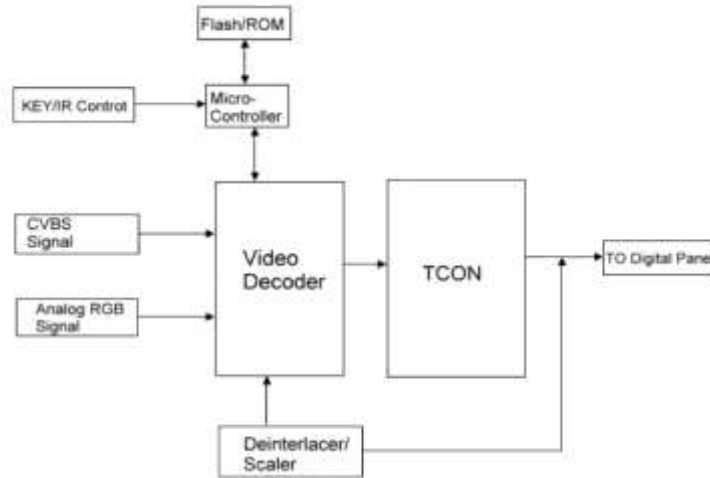 Flash/ROM
KEY/IR Control
Micro-
Controller
CVBS
Signal
Video
Decoder
TCON
TO Digital Pane
Analog RGB
Signal
Deinterlacer/
Scaler